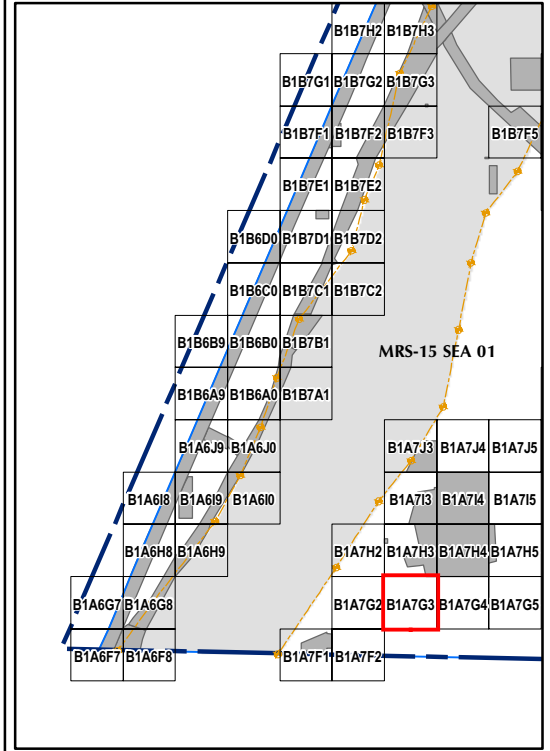 B1B7H2 B1B7H3
B1B7G1 B1B7G2 B1B7G3
B1B7F1 B1B7F2 B1B7F3 B1B7F5
B1B7E1 B1B7E2
B1B6D0 B1B7D1 B1B7D2
B1B6C0 B1B7C1 B1B7C2
B1B6B9 B1B6B0 B1B7B1
MRS-15 SEA 01
B1B6A9 B1B6A0 B1B7A1
B1A6J9 B1A6J0 B1A7J3 B1A7J4 B1A7J5
B1A6I8 B1A6I9 B1A6I0 B1A7I3 B1A7I4 B1A7I5
B1A6H8 B1A6H9 B1A7H2 B1A7H3 B1A7H4 B1A7H5
B1A6G7 B1A6G8 B1A7G2 B1A7G3 B1A7G4 B1A7G5
B1A6F7 B1A6F8 B1A7F1 B1A7F2